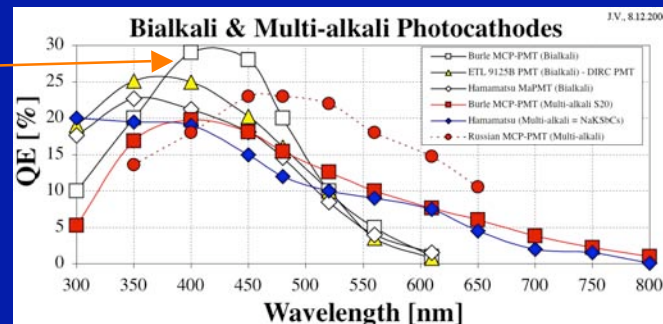 J.V., 8.12.200
Bialkali & Multi-alkali Photocathodes
QE [%]
30
25
20
15
10
5
0
Burle MCP-PMT (Bialkali)
ETL 9125B PMT (Bialkali) - DIRC PMT
Hamamatsu MaPMT (Bialkali)
Burle MCP-PMT (Multi-alkali S20)
Hamamatsu (Multi-alkali = NaKSbCs)
Russian MCP-PMT (Multi-alkali)
300 350 400 450 500 550 600 650 700 750 800
Wavelength [nm]